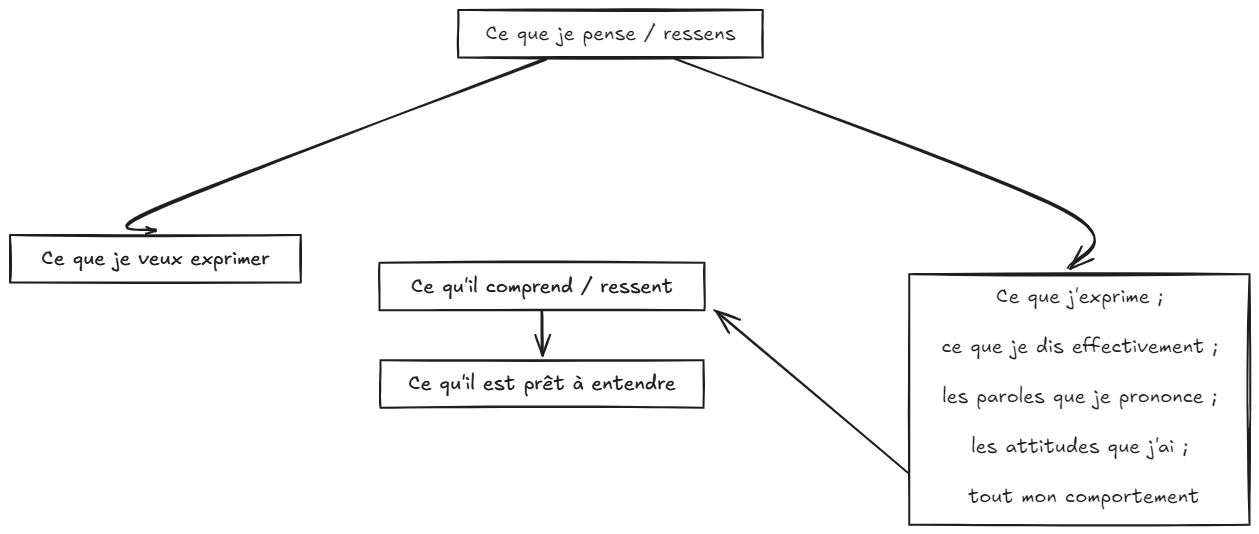 Ce que je pense / ressens
Ce que je veux exprimer
Ce qu'il comprend / ressent
Ce qu'il est prêt à entendre
Ce que j'exprime ;
ce que je dis effectivement ;
les paroles que je prononce ;
les attitudes que j'ai ;
tout mon comportement